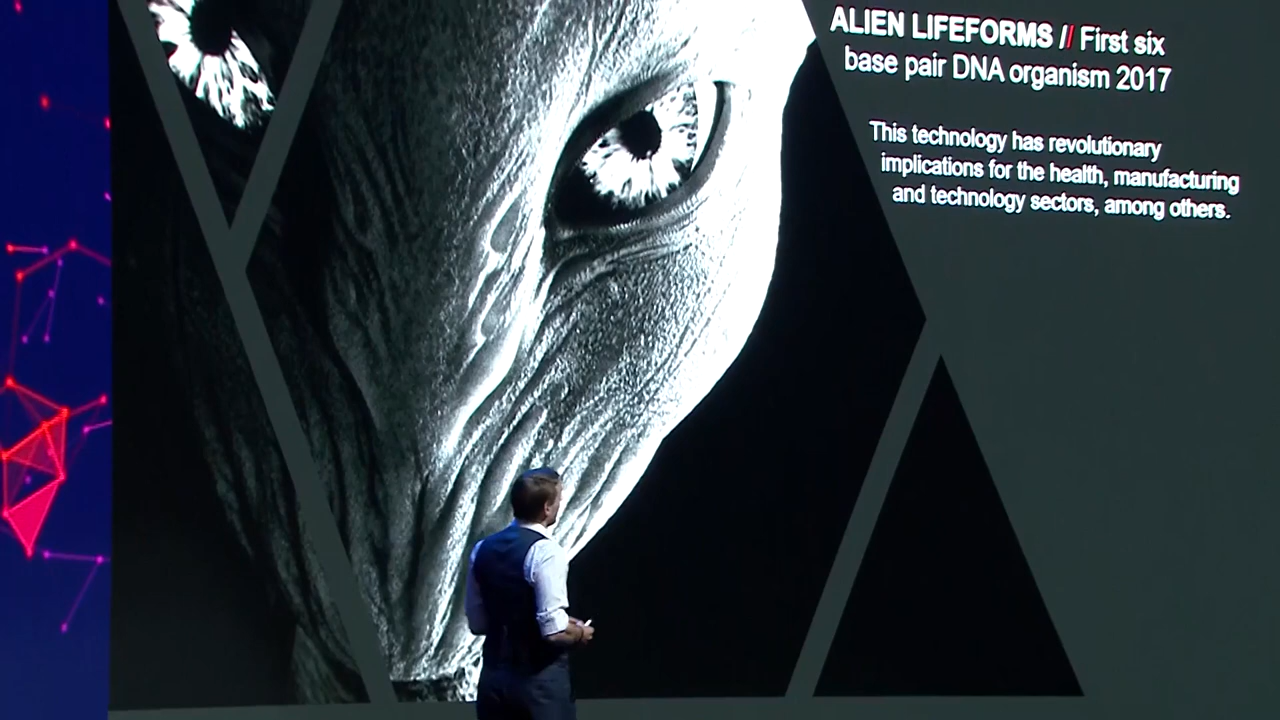 ALIEN LIFEFORMS // First six
base pair DNA organism 2017
This technology has revolutionary
implications for the health, manufacturing
and technology sectors, among others.